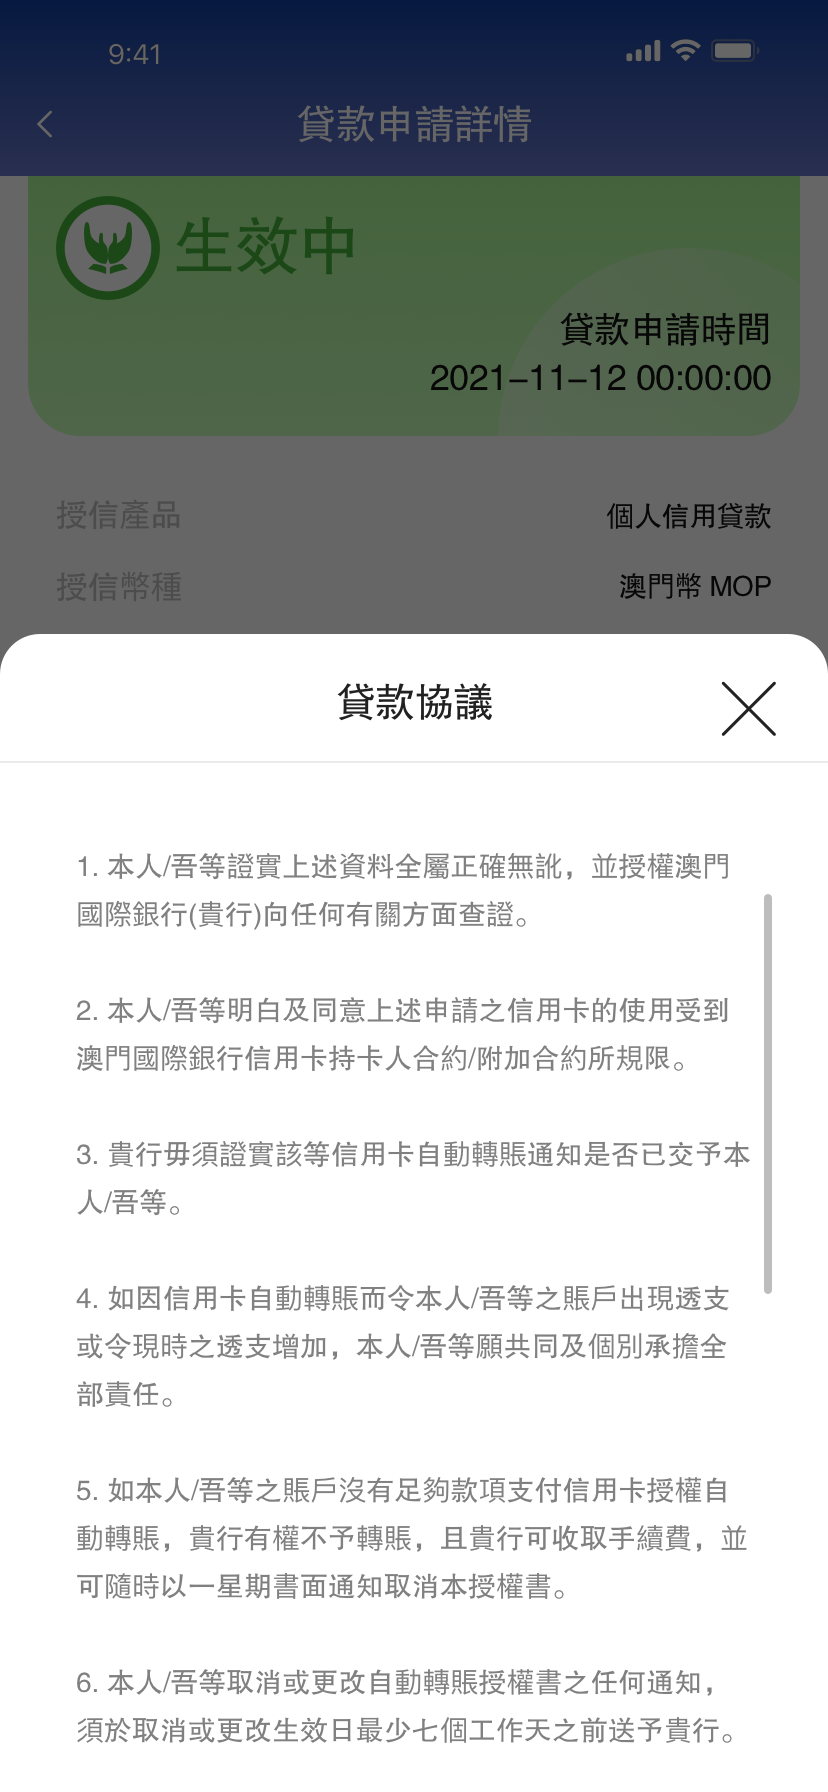 9:41
貸款申請詳情
生效中
貸款申請時間
2021-11-12 00:00:00
授信產品 個人信用貸款
授信幣種 澳門幣 MOP
貸款協議
1. 本人/吾等證實上述資料全屬正確無訛，並授權澳門
國際銀行(貴行)向任何有關方面查證。
2. 本人/吾等明白及同意上述申請之信用卡的使用受到
澳門國際銀行信用卡持卡人合約/附加合約所規限。
3. 貴行毋須證實該等信用卡自動轉賬通知是否已交予本
人/吾等。
4. 如因信用卡自動轉賬而令本人/吾等之賬戶出現透支
或令現時之透支增加，本人/吾等願共同及個別承擔全
部責任。
5. 如本人/吾等之賬戶沒有足夠款項支付信用卡授權自
動轉賬，貴行有權不予轉賬，且貴行可收取手續費，並
可隨時以一星期書面通知取消本授權書。
6. 本人/吾等取消或更改自動轉賬授權書之任何通知，
須於取消或更改生效日最少七個工作天之前送予貴行。